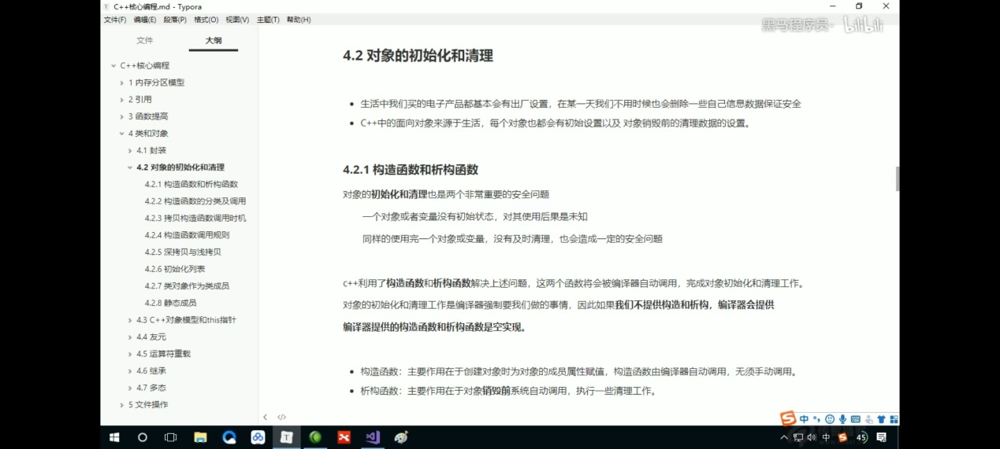 C++核心编程.md - Typora
文件(F) 编辑(E) 段落(P) 格式(O) 视图(V) 主题(T) 帮助(H)
黑马程序员- bilibili
文件 大纲
C++核心编程
1 内存分区模型
2 引用
3 函数提高
4 类和对象
4.1 封装
4.2 对象的初始化和清理
4.2.1 构造函数和析构函数
4.2.2 构造函数的分类及调用
4.2.3 拷贝构造函数调用时机
4.2.4 构造函数调用规则
4.2.5 深拷贝与浅拷贝
4.2.6 初始化列表
4.2.7 类对象作为类成员
4.2.8 静态成员
4.3 C++对象模型和this指针
4.4 友元
4.5 运算符重载
4.6 继承
4.7 多态
5 文件操作
4.2 对象的初始化和清理
生活中我们买的电子产品都基本会有出厂设置，在某一天我们不用时候也会删除一些自己信息数据保证安全
C++中的面向对象来源于生活，每个对象也都会有初始设置以及 对象销毁前的清理数据的设置。
4.2.1 构造函数和析构函数
对象的初始化和清理也是两个非常重要的安全问题
一个对象或者变量没有初始状态，对其使用后果是未知
同样的使用完一个对象或变量，没有及时清理，也会造成一定的安全问题
c++利用了构造函数和析构函数解决上述问题，这两个函数将会被编译器自动调用，完成对象初始化和清理工作。
对象的初始化和清理工作是编译器强制要我们做的事情，因此如果我们不提供构造和析构，编译器会提供
编译器提供的构造函数和析构函数是空实现。
构造函数：主要作用在于创建对象时为对象的成员属性赋值，构造函数由编译器自动调用，无须手动调用。
析构函数：主要作用在于对象销毁前系统自动调用，执行一些清理工作。
中
中 45